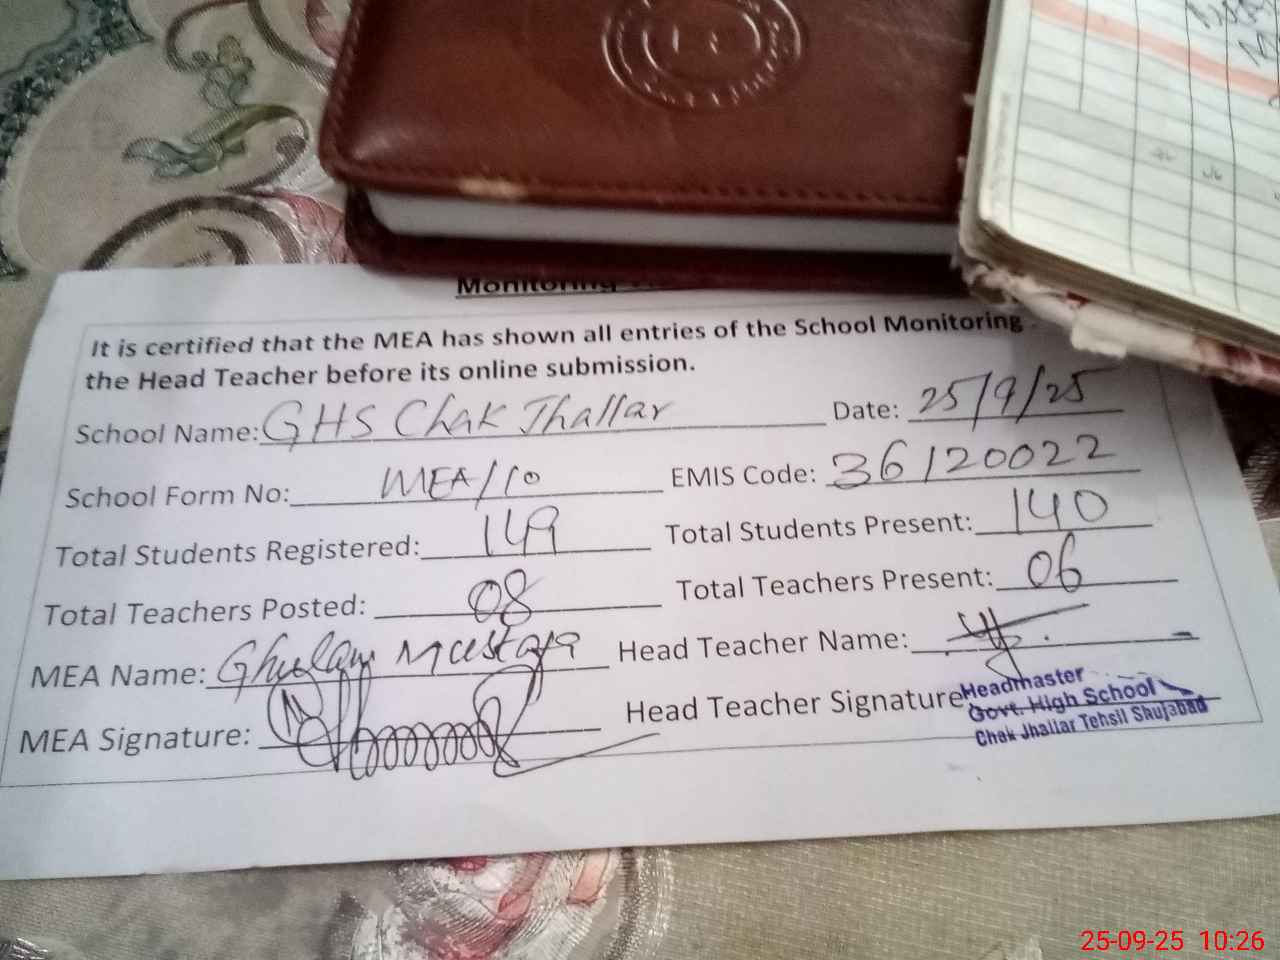 It is certified that the MEA has shown all entries of the School Monitoring
the Head Teacher before its online submission.
School Name: GHS Chak Jhallar Date: 25/9/25
School Form No: MEA/10 EMIS Code: 36120022
Total Students Registered: 149 Total Students Present: 140
Total Teachers Posted: 08 Total Teachers Present: 06
MEA Name: Ghulam Mustafa Head Teacher Name:
MEA Signature: Head Teacher Signature
Headmaster
Govt. High School
Chak Jhallar Tehsil Shujabad
25-09-25 10:26